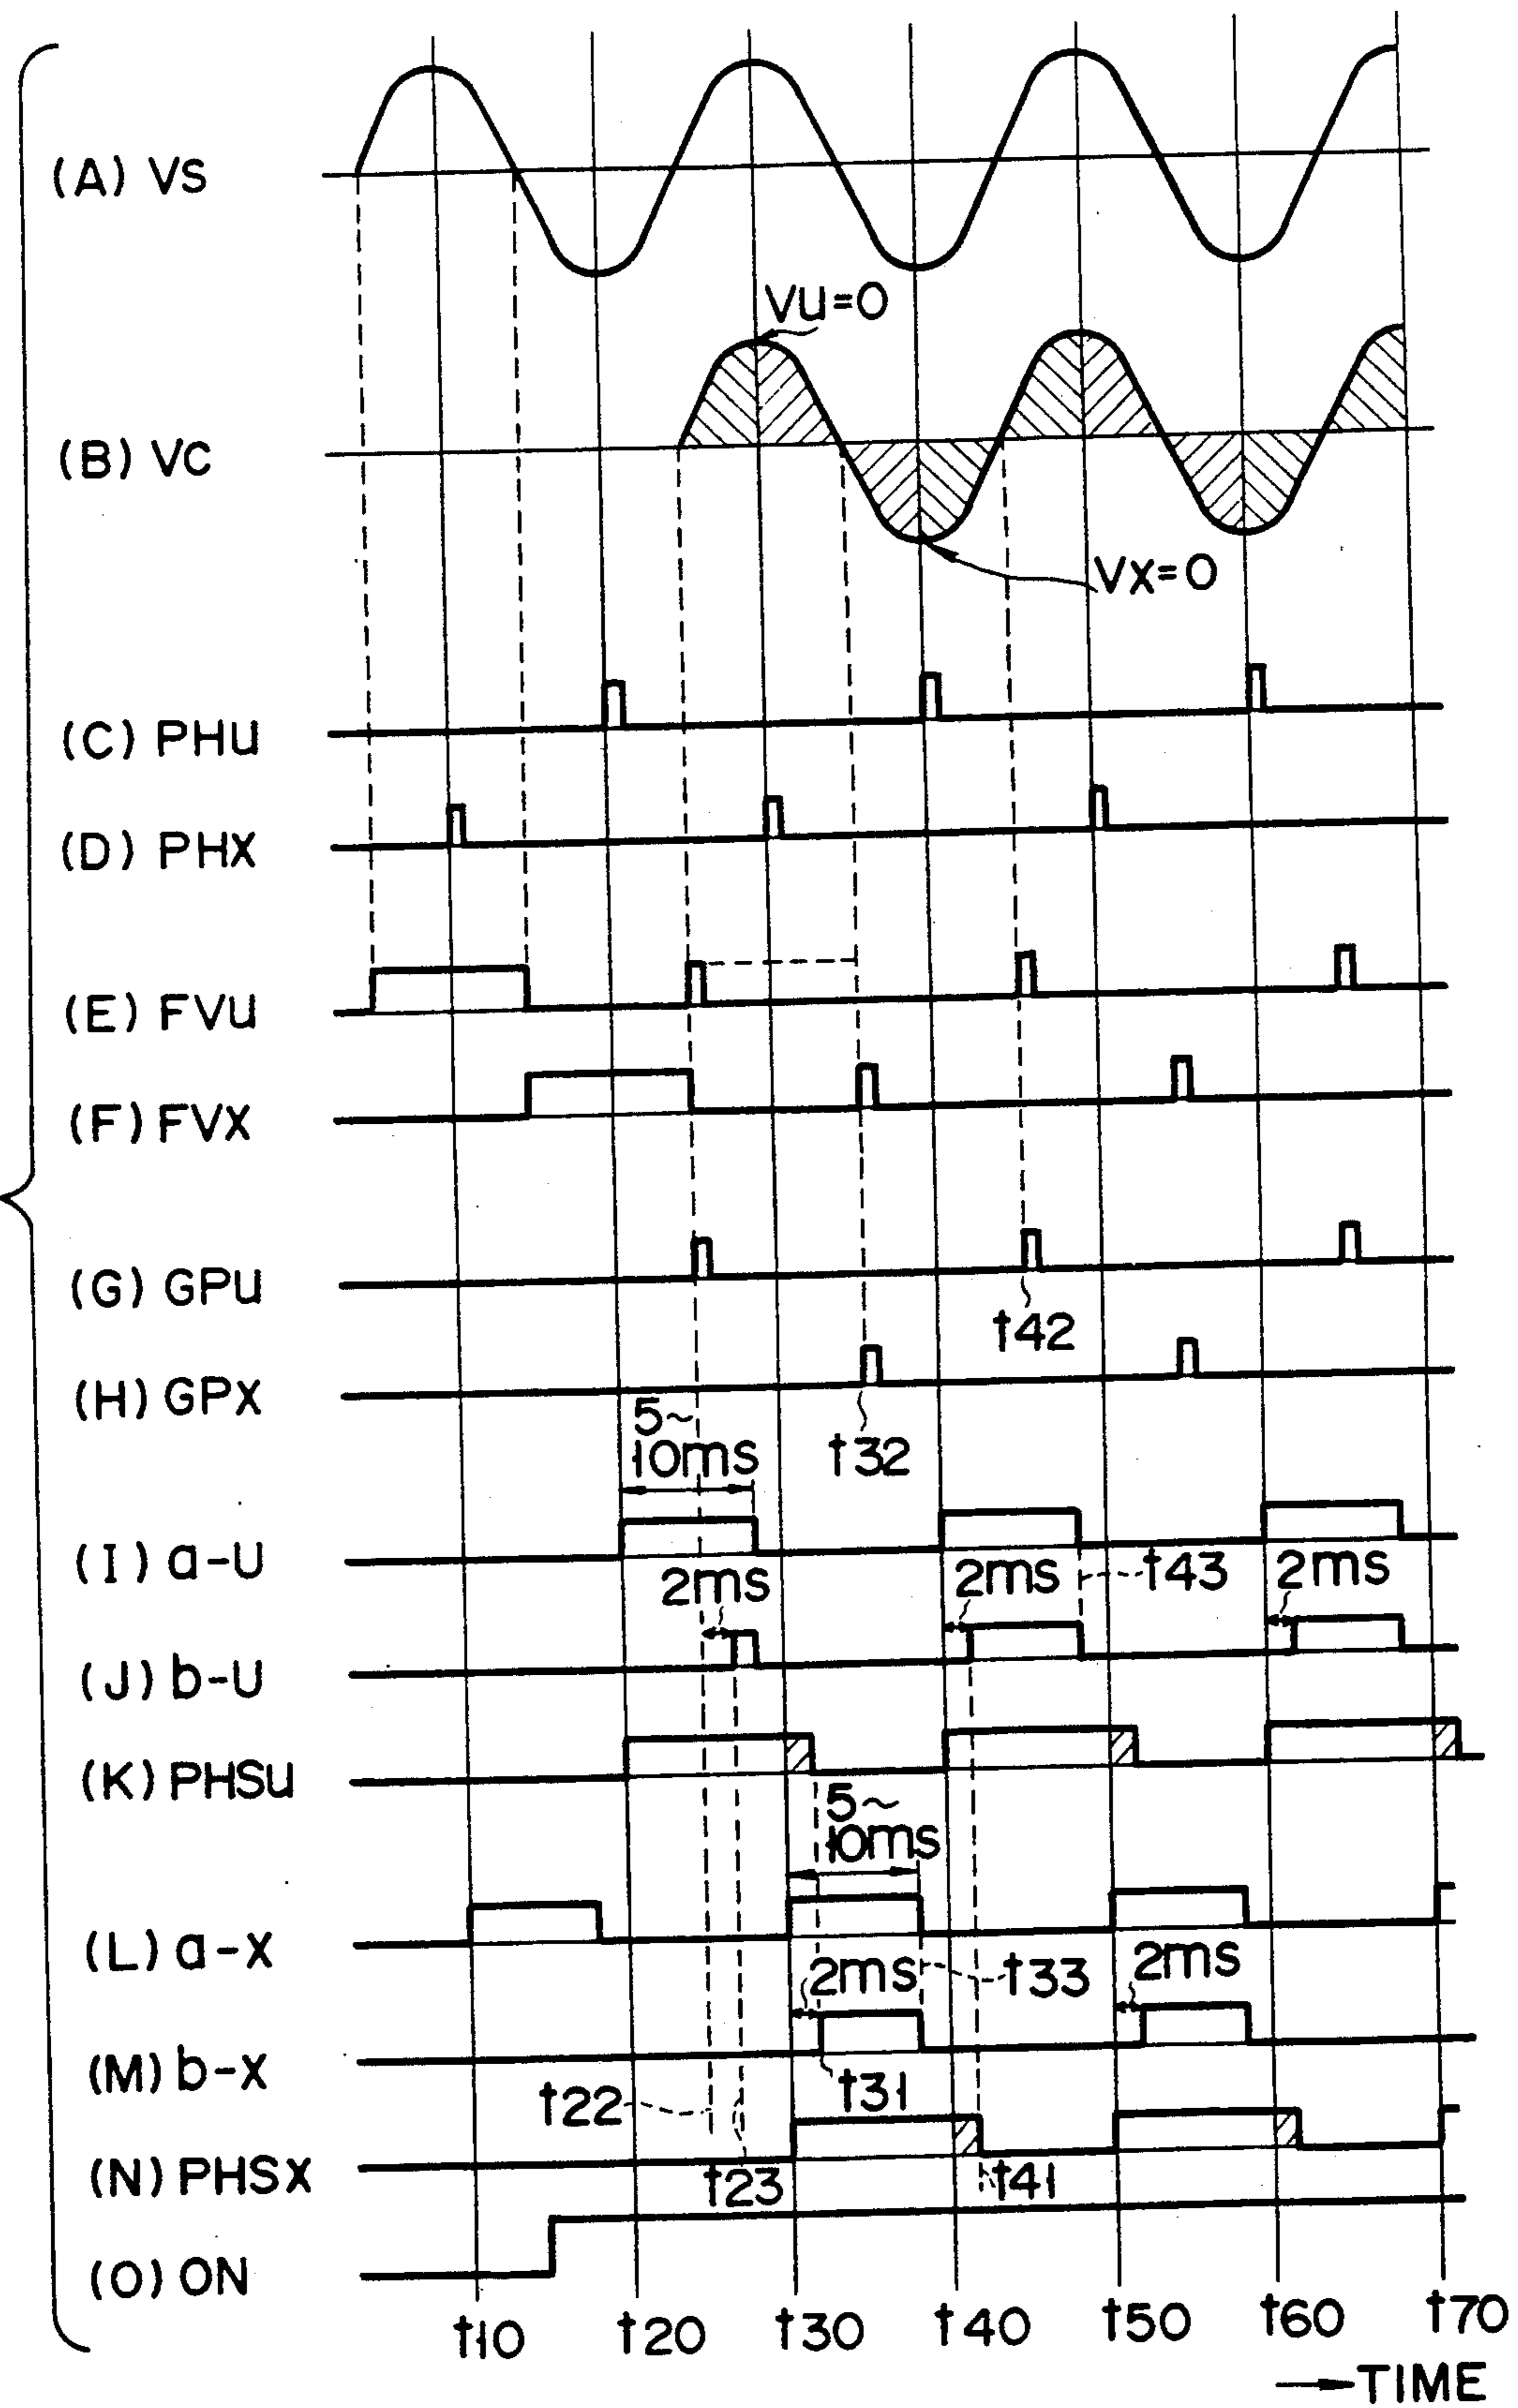 (A) VS
Vu=0
(B) VC
Vx=0
(C) PHu
(D) PHX
(E) FVu
(F) FVX
(G) GPu
t42
(H) GPX
5~
10ms
t32
(I) a-U
2ms
2ms
t43
2ms
(J) b-U
(K) PHSu
5~
10ms
(L) a-X
2ms
t33
2ms
(M) b-X
t31
t22
(N) PHSX
t23
t41
(O) ON
t10
t20
t30
t40
t50
t60
t70
TIME